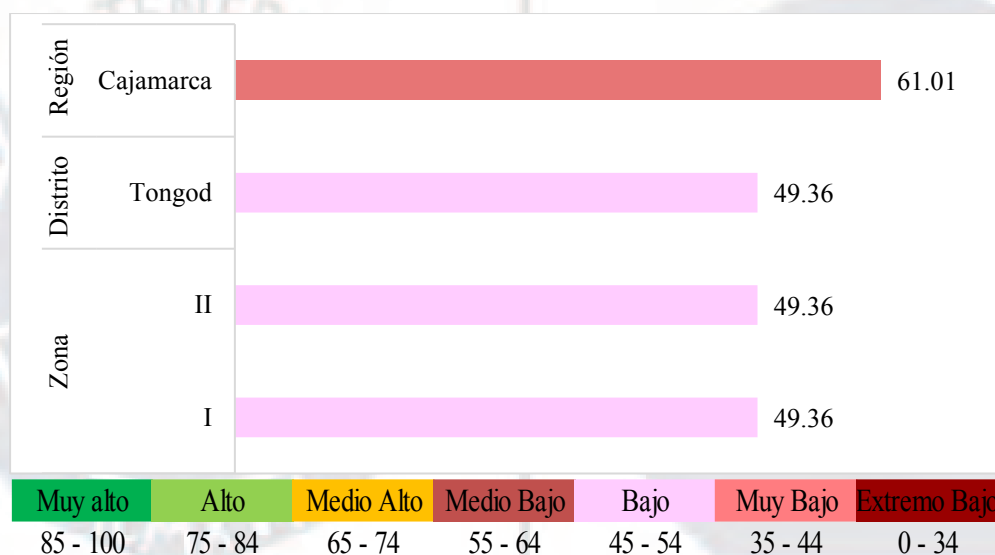 Región
Cajamarca
61.01
Distrito
Tongod
49.36
Zona
II
49.36
I
49.36
Muy alto Alto Medio Alto Medio Bajo Bajo Muy Bajo Extremo Bajo
85 - 100 75 - 84 65 - 74 55 - 64 45 - 54 35 - 44 0 - 34